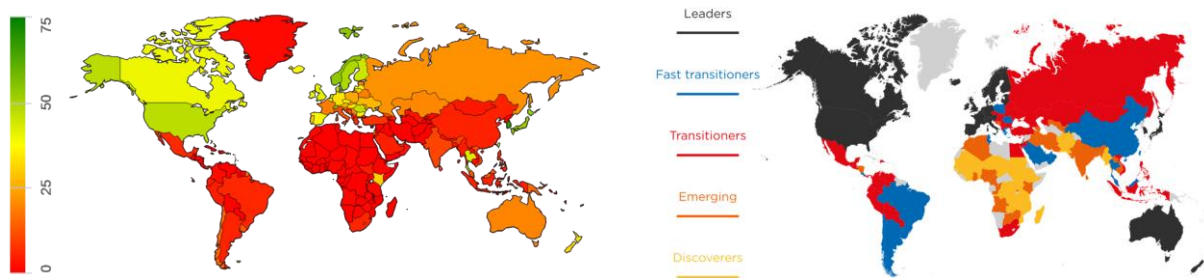 75
50
25
0
Leaders
Fast transitioners
Transitioners
Emerging
Discoverers